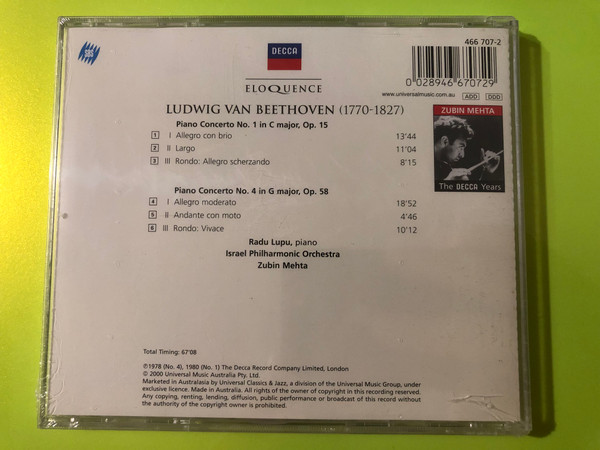 SBS
DECCA
466 707-2
ELOQUENCE
0 028946 670729
www.universalmusic.com.au ADD DDD
LUDWIG VAN BEETHOVEN (1770-1827)
ZUBIN MEHTA
The DECCA Years
Piano Concerto No. 1 in C major, Op. 15
1 I Allegro con brio 13'44
2 II Largo 11'04
3 III Rondo: Allegro scherzando 8'15
Piano Concerto No. 4 in G major, Op. 58
4 I Allegro moderato 18'52
5 II Andante con moto 4'46
6 III Rondo: Vivace 10'12
Radu Lupu, piano
Israel Philharmonic Orchestra
Zubin Mehta
Total Timing: 67'08
℗1978 (No. 4), 1980 (No. 1) The Decca Record Company Limited, London
© 2000 Universal Music Australia Pty. Ltd.
Marketed in Australasia by Universal Classics & Jazz, a division of the Universal Music Group, under
exclusive licence. Made in Australia. All rights of the owner of copyright in this recording reserved.
Any copying, renting, lending, diffusion, public performance or broadcast of this record without
the authority of the copyright owner is prohibited.